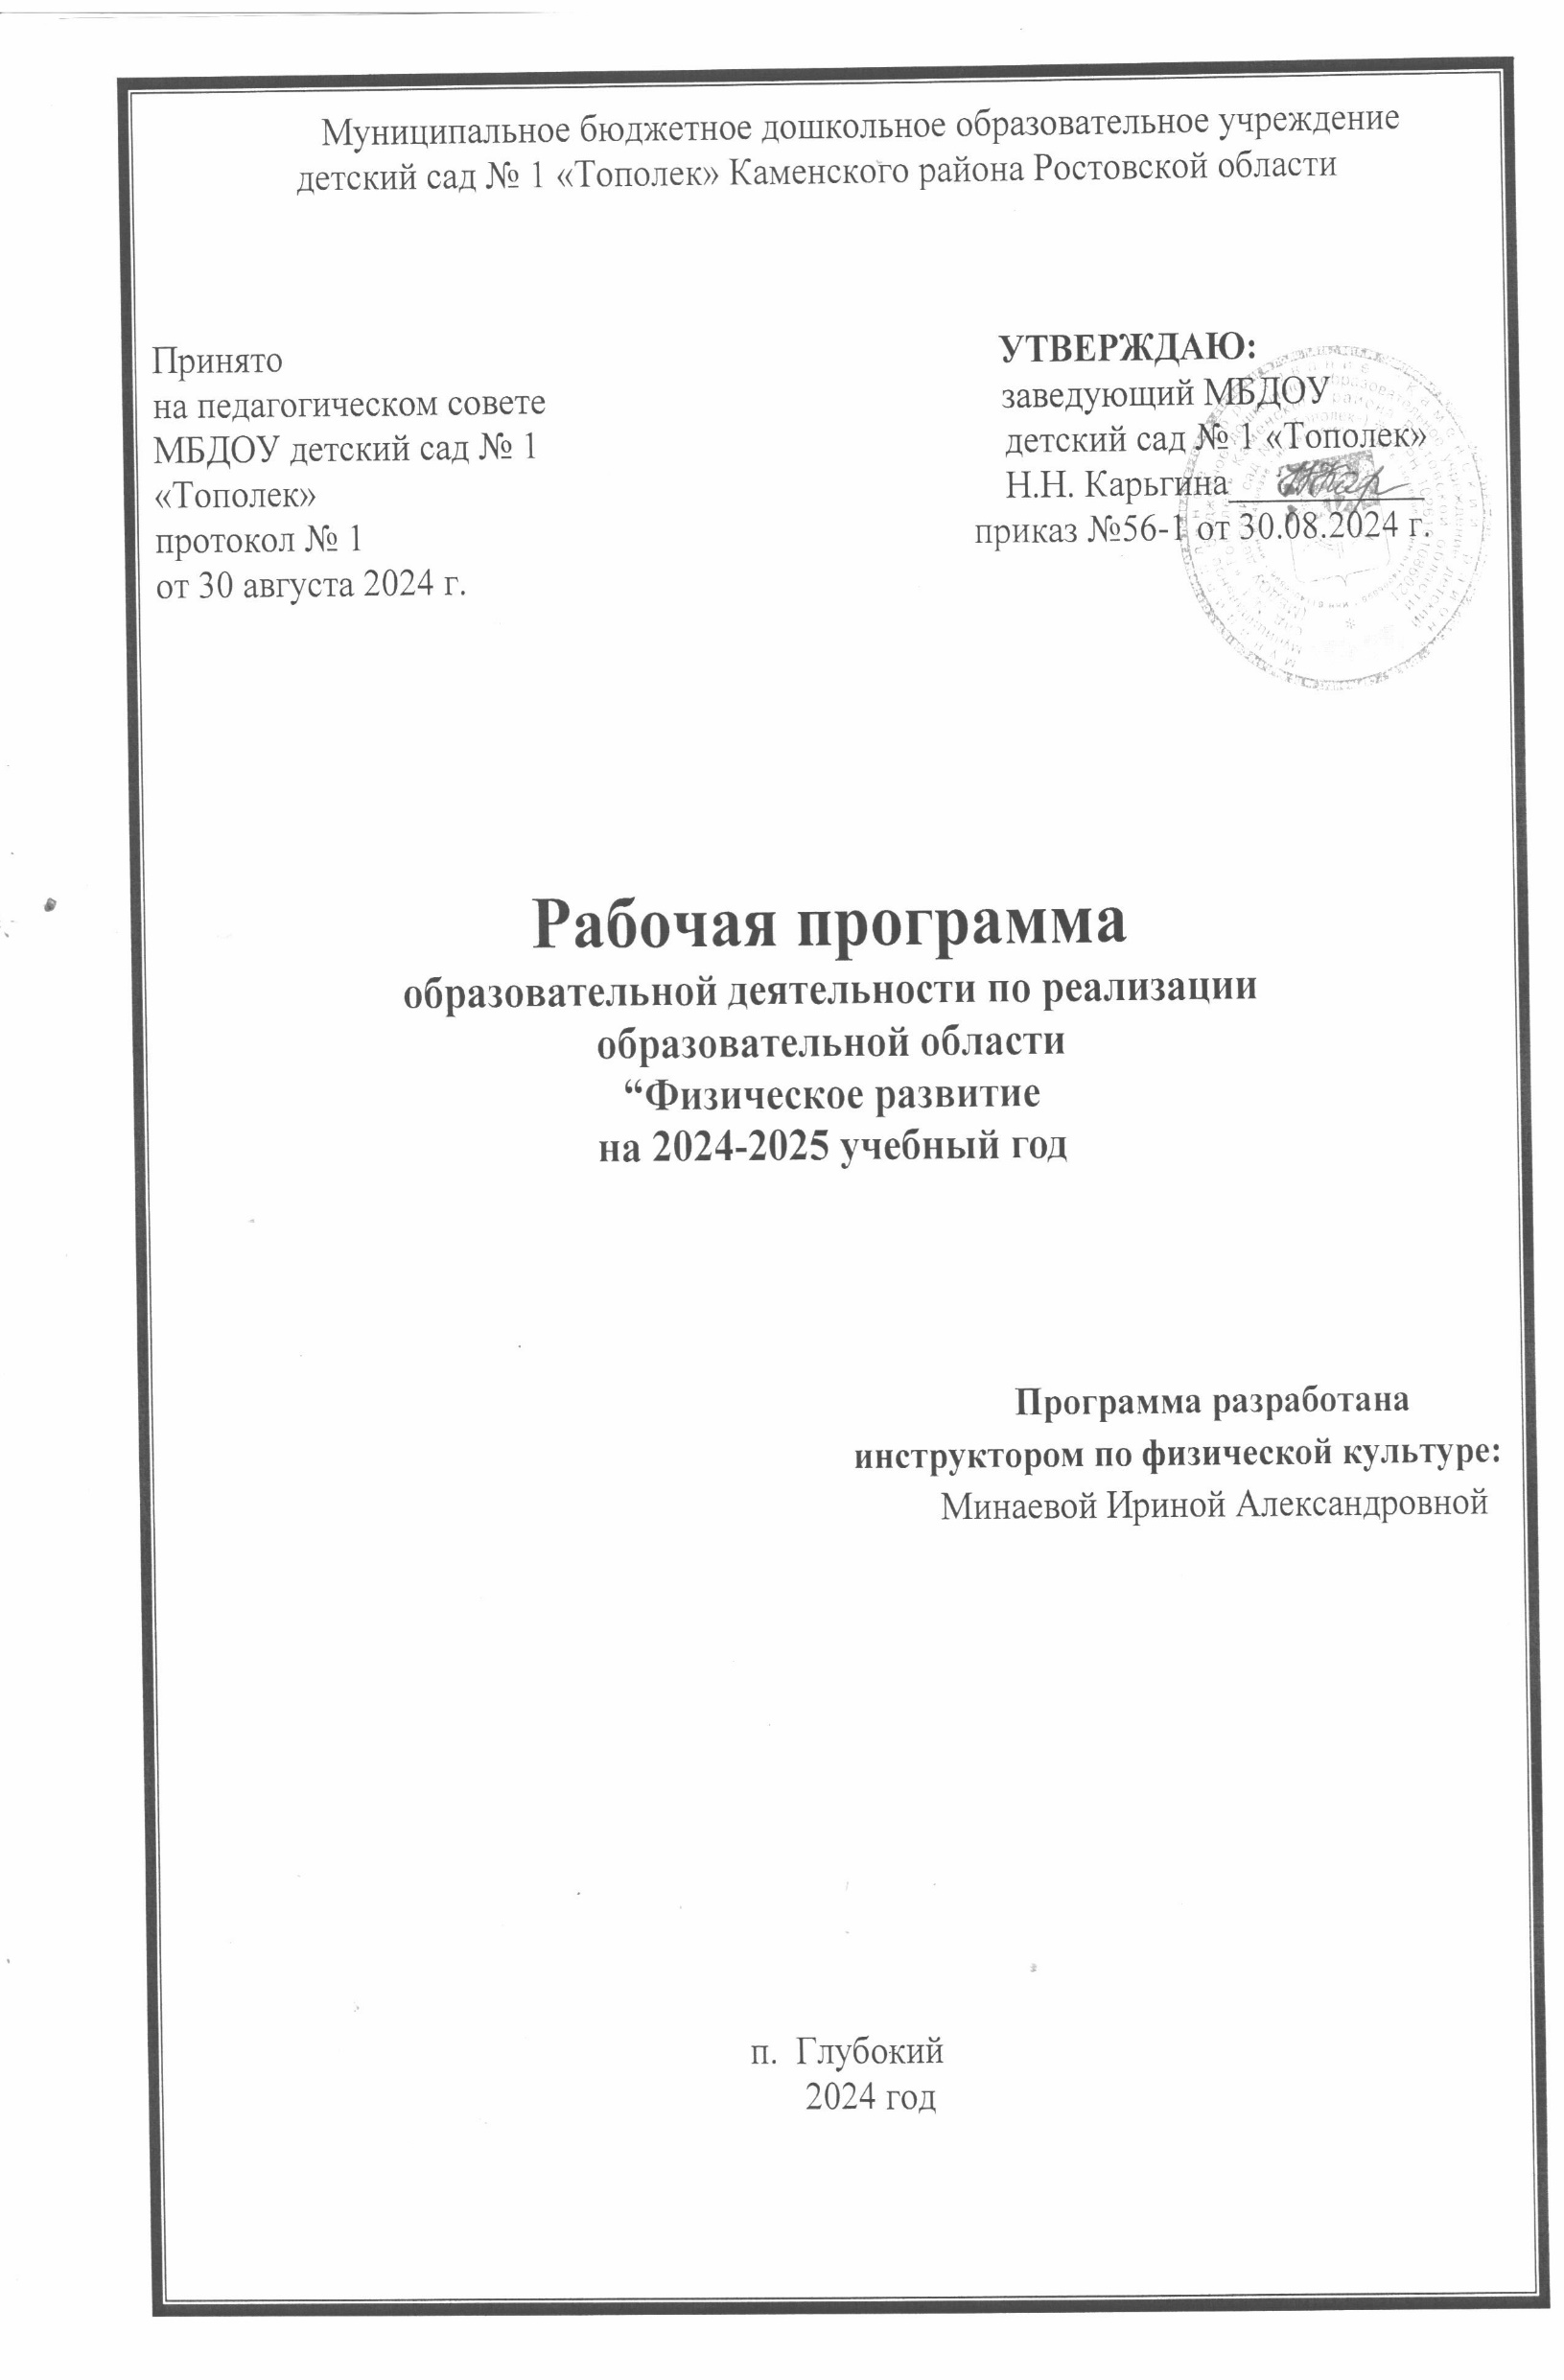 Муниципальное бюджетное дошкольное образовательное учреждение
детский сад № 1 «Тополек» Каменского района Ростовской области
Принято
на педагогическом совете
МБДОУ детский сад № 1
«Тополек»
протокол № 1
от 30 августа 2024 г.
УТВЕРЖДАЮ:
заведующий МБДОУ
детский сад № 1 «Тополек»
Н.Н. Карьгина
приказ №56-1 от 30.08.2024 г.
Рабочая программа
образовательной деятельности по реализации
образовательной области
“Физическое развитие
на 2024-2025 учебный год
Программа разработана
инструктором по физической культуре:
Минаевой Ириной Александровной
п. Глубокий
2024 год